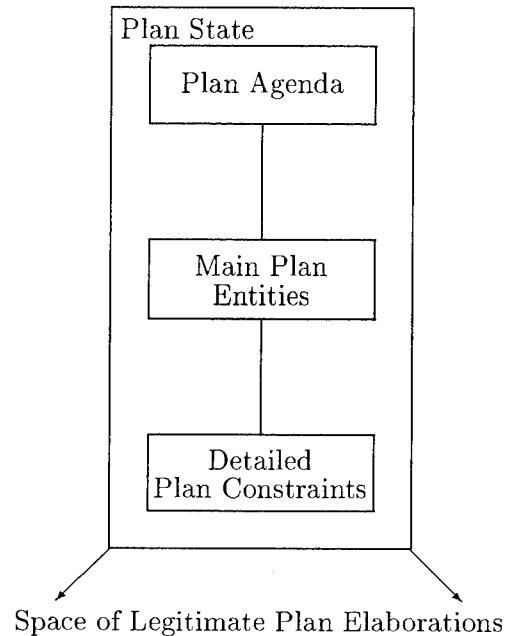 Plan State
Plan Agenda
Main Plan
Entities
Detailed
Plan Constraints
Space of Legitimate Plan Elaborations